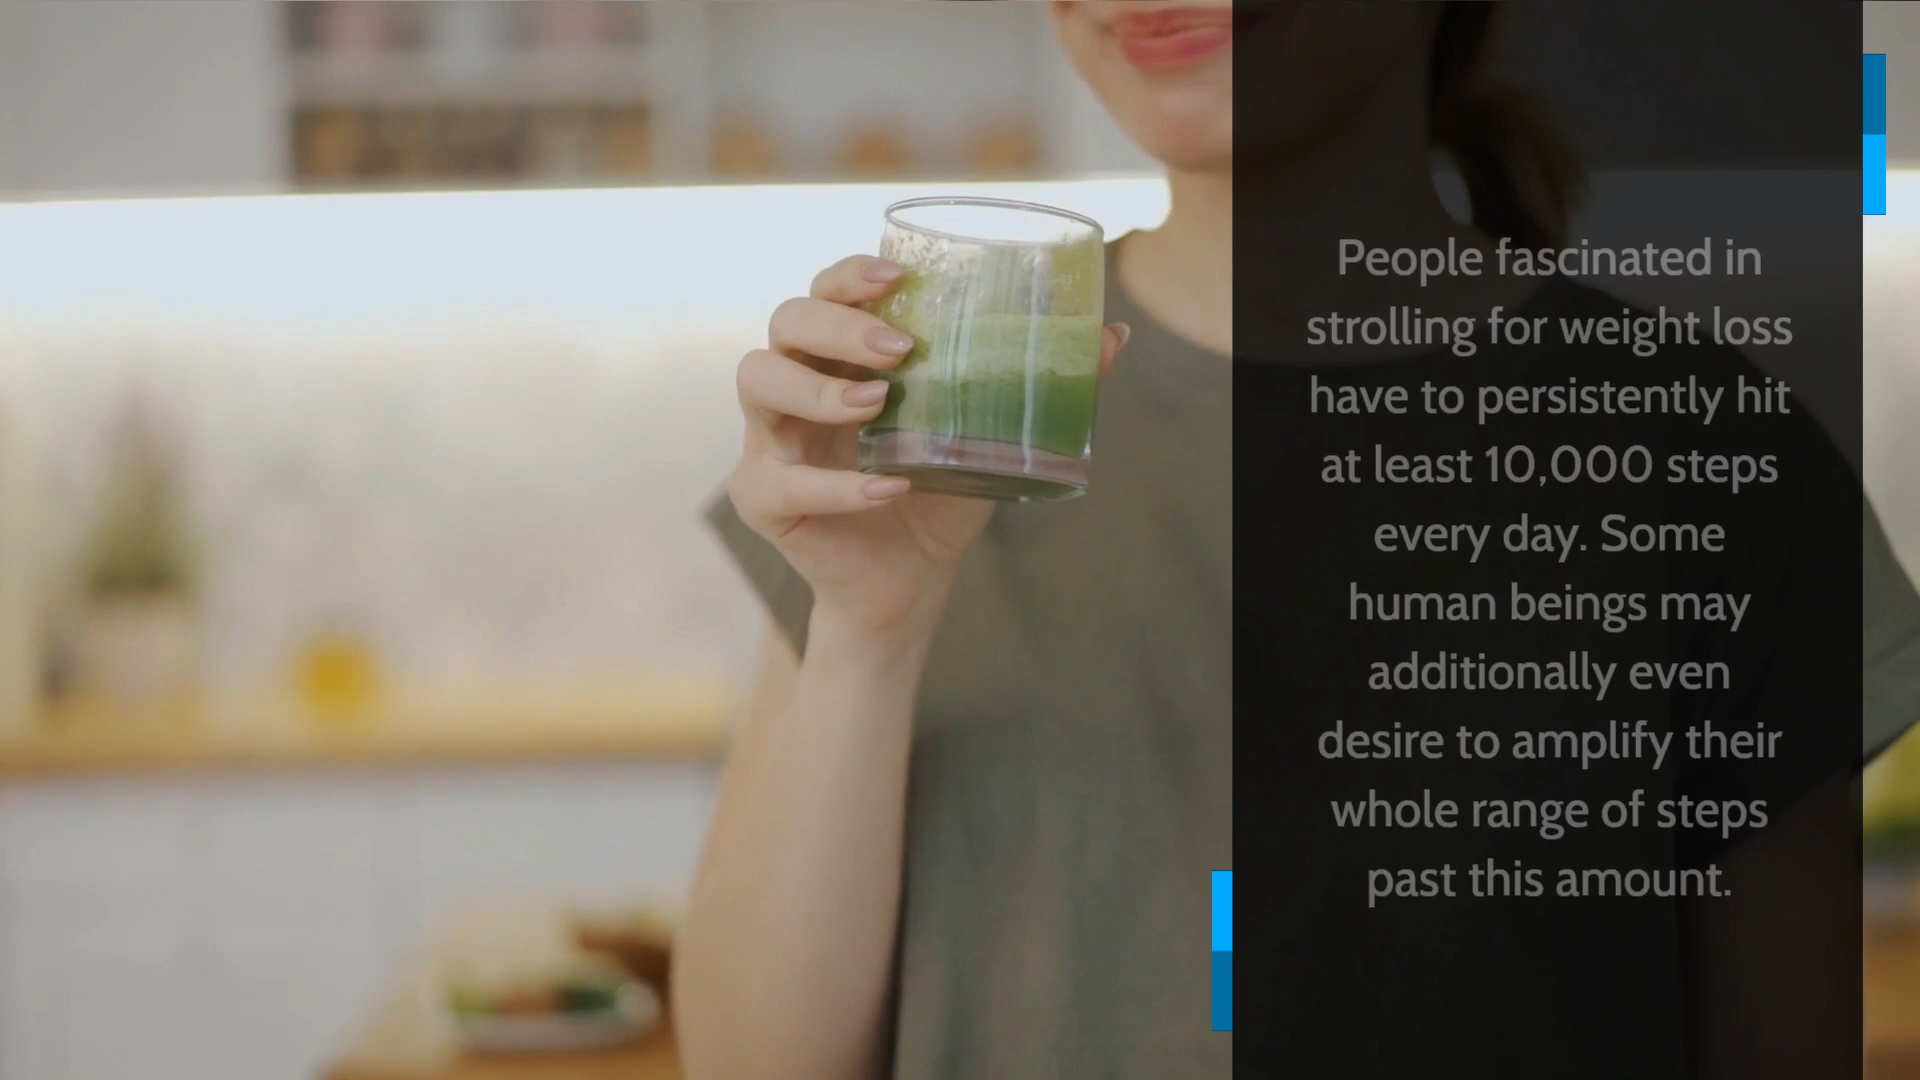 People fascinated in
strolling for weight loss
have to persistently hit
at least 10,000 steps
every day. Some
human beings may
additionally even
desire to amplify their
whole range of steps
past this amount.